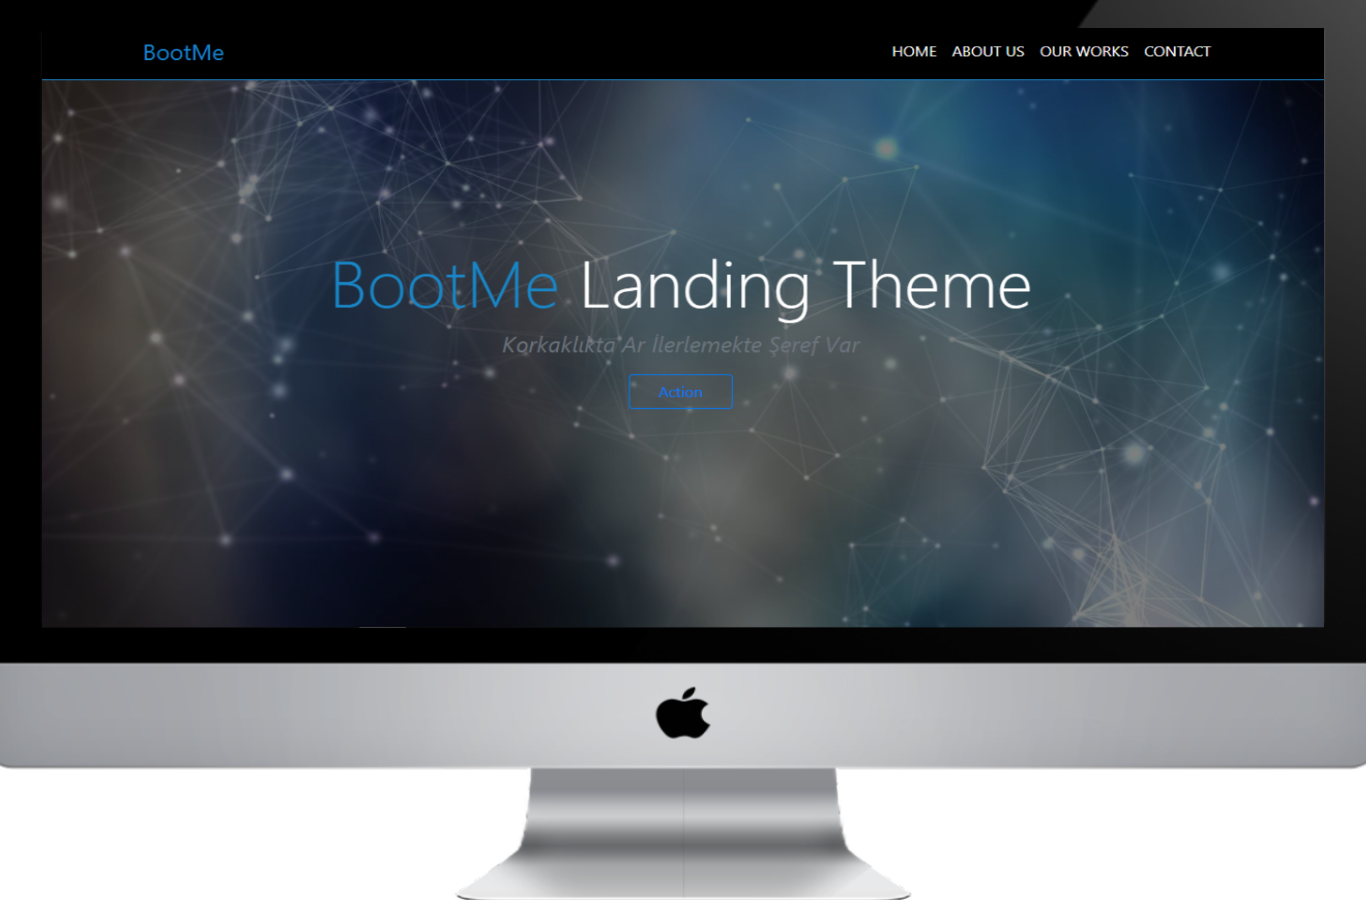 BootMe
HOME ABOUT US OUR WORKS CONTACT
BootMe Landing Theme
Korkaklıkta Ar İlerlemekte Şeref Var
Action